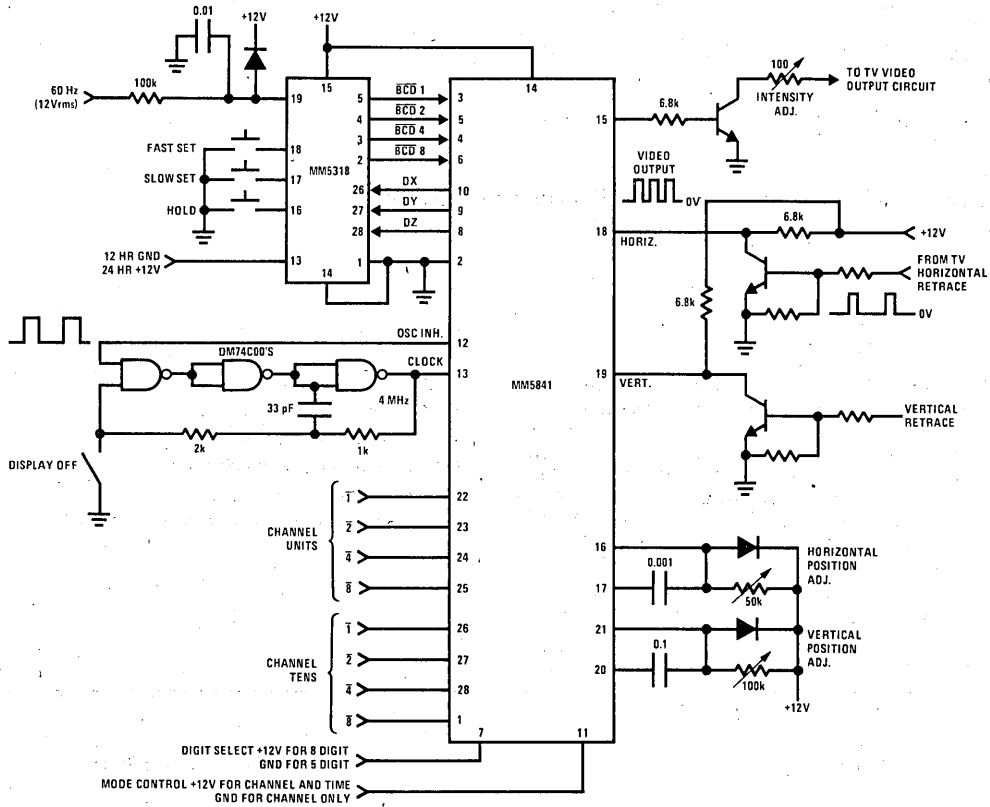 0.01
+12V
+12V
60 Hz
(12Vrms)
100k
19
15
MM5318
FAST SET
18
SLOW SET
17
HOLD
16
12 HR GND
24 HR +12V
13
14
5
4
3
2
26
27
28
1
BCD 1
BCD 2
BCD 4
BCD 8
DX
DY
DZ
3
5
4
6
10
9
8
2
14
MM5841
15
6.8k
100
INTENSITY
ADJ.
TO TV VIDEO
OUTPUT CIRCUIT
VIDEO
OUTPUT
0V
18
HORIZ.
6.8k
+12V
FROM TV
HORIZONTAL
RETRACE
0V
6.8k
19
VERT.
VERTICAL
RETRACE
OSC INH.
12
DM74C00'S
CLOCK
13
4 MHz
33 pF
2k
1k
DISPLAY OFF
CHANNEL
UNITS
1
22
2
23
4
24
8
25
CHANNEL
TENS
1
26
2
27
4
28
8
1
16
0.001
17
50k
HORIZONTAL
POSITION
ADJ.
21
0.1
20
100k
VERTICAL
POSITION
ADJ.
+12V
7
11
DIGIT SELECT +12V FOR 8 DIGIT
GND FOR 5 DIGIT
MODE CONTROL +12V FOR CHANNEL AND TIME
GND FOR CHANNEL ONLY